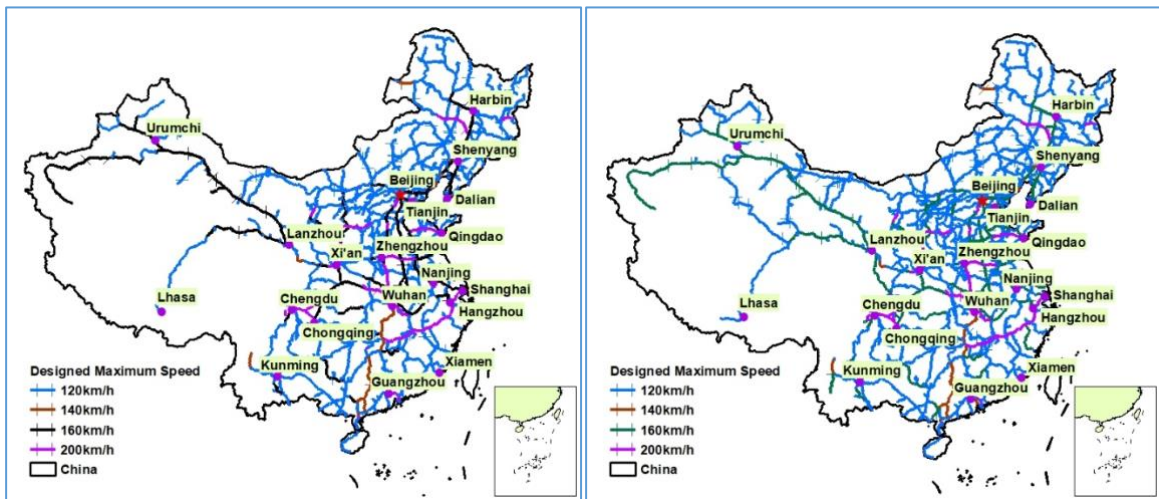 Harbin
Urumchi
Shenyang
Beijing
Dalian
Tianjin
Lanzhou
Qingdao
Xi'an
Zhengzhou
Nanjing
Lhasa
Chengdu
Wuhan
Shanghai
Hangzhou
Chongqing
Kunming
Xiamen
Guangzhou
Designed Maximum Speed
120km/h
140km/h
160km/h
200km/h
China
Harbin
Urumchi
Shenyang
Beijing
Dalian
Tianjin
Lanzhou
Qingdao
Xi'an
Zhengzhou
Nanjing
Lhasa
Chengdu
Wuhan
Shanghai
Hangzhou
Chongqing
Kunming
Xiamen
Guangzhou
Designed Maximum Speed
120km/h
140km/h
160km/h
200km/h
China